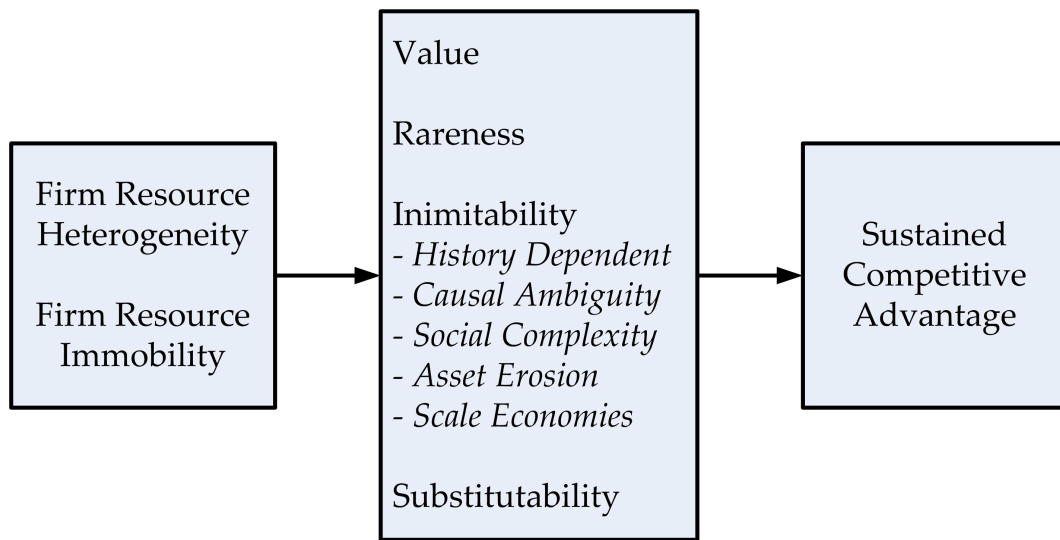 Firm Resource
Heterogeneity
Firm Resource
Immobility
Value
Rareness
Inimitability
- History Dependent
- Causal Ambiguity
- Social Complexity
- Asset Erosion
- Scale Economies
Substitutability
Sustained
Competitive
Advantage